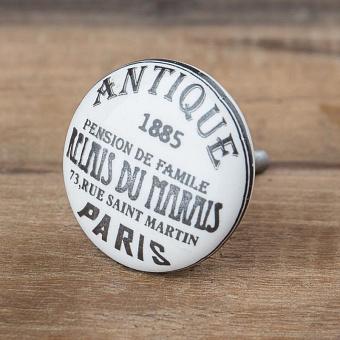 ANTIQUE
1885
PENSION DE FAMILE
RELAIS DU MARAIS
73, RUE SAINT MARTIN
PARIS